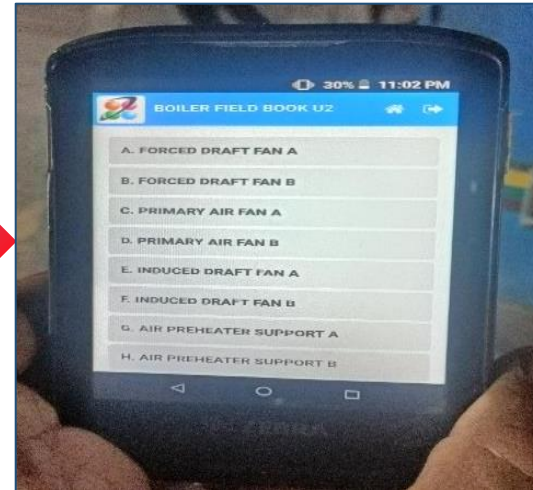 30% 11:02 PM
BOILER FIELD BOOK U2
A. FORCED DRAFT FAN A
B. FORCED DRAFT FAN B
C. PRIMARY AIR FAN A
D. PRIMARY AIR FAN B
E. INDUCED DRAFT FAN A
F. INDUCED DRAFT FAN B
G. AIR PREHEATER SUPPORT A
H. AIR PREHEATER SUPPORT B
ZEBRA